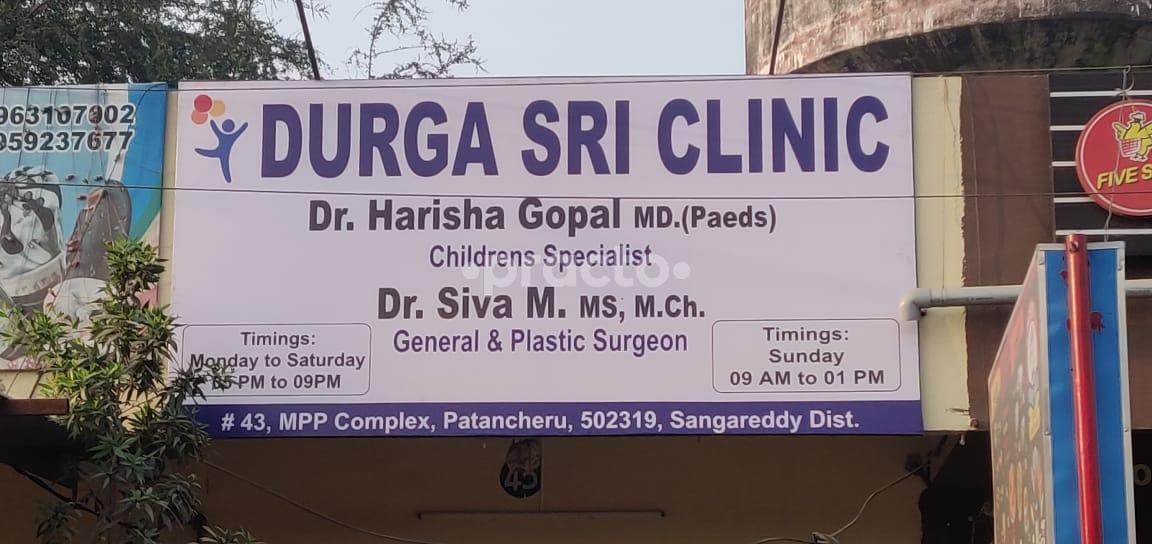 963107902
959237677
DURGA SRI CLINIC
Dr. Harisha Gopal MD.(Paeds)
Childrens Specialist
•practo•
Dr. Siva M. MS, M.Ch.
General & Plastic Surgeon
Timings:
Monday to Saturday
05 PM to 09PM
Timings:
Sunday
09 AM to 01 PM
# 43, MPP Complex, Patancheru, 502319, Sangareddy Dist.
FIVE S